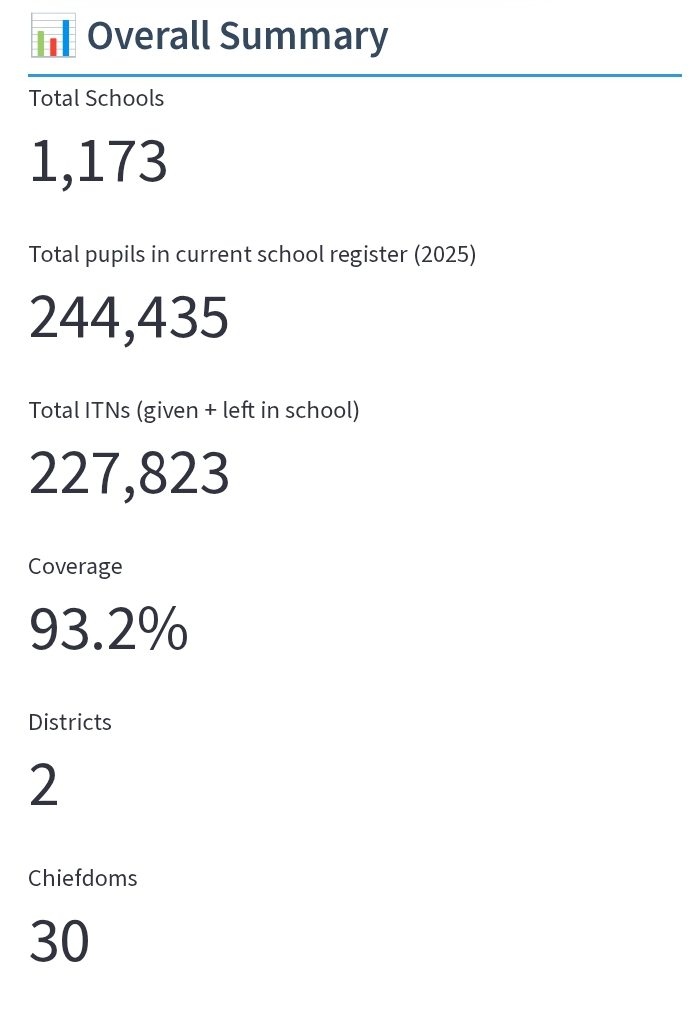 Overall Summary
Total Schools
1,173
Total pupils in current school register (2025)
244,435
Total ITNs (given + left in school)
227,823
Coverage
93.2%
Districts
2
Chiefdoms
30